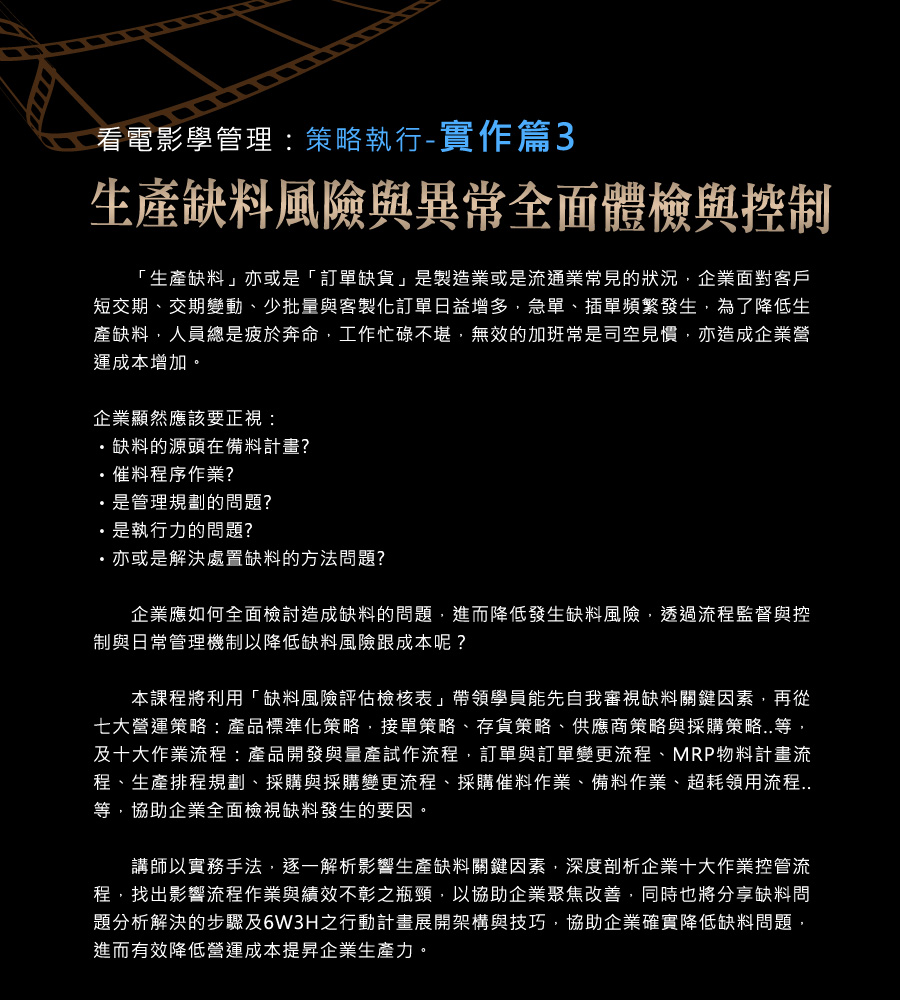 看電影學管理：策略執行-實作篇3
生產缺料風險與異常全面體檢與控制
「生產缺料」亦或是「訂單缺貨」是製造業或是流通業常見的狀況，企業面對客戶
短交期、交期變動、少批量與客製化訂單日益增多，急單、插單頻繁發生，為了降低生
產缺料，人員總是疲於奔命，工作忙碌不堪，無效的加班常是司空見慣，亦造成企業營
運成本增加。
企業顯然應該要正視：
・缺料的源頭在備料計畫?
・催料程序作業?
・是管理規劃的問題?
・是執行力的問題?
・亦或是解決處置缺料的方法問題?
企業應如何全面檢討造成缺料的問題，進而降低發生缺料風險，透過流程監督與控
制與日常管理機制以降低缺料風險跟成本呢？
本課程將利用「缺料風險評估檢核表」帶領學員能先自我審視缺料關鍵因素，再從
七大營運策略：產品標準化策略，接單策略、存貨策略、供應商策略與採購策略..等，
及十大作業流程：產品開發與量產試作流程，訂單與訂單變更流程、MRP物料計畫流
程、生產排程規劃、採購與採購變更流程、採購催料作業、備料作業、超耗領用流程..
等，協助企業全面檢視缺料發生的要因。
講師以實務手法，逐一解析影響生產缺料關鍵因素，深度剖析企業十大作業控管流
程，找出影響流程作業與績效不彰之瓶頸，以協助企業聚焦改善，同時也將分享缺料問
題分析解決的步驟及6W3H之行動計畫展開架構與技巧，協助企業確實降低缺料問題，
進而有效降低營運成本提昇企業生產力。